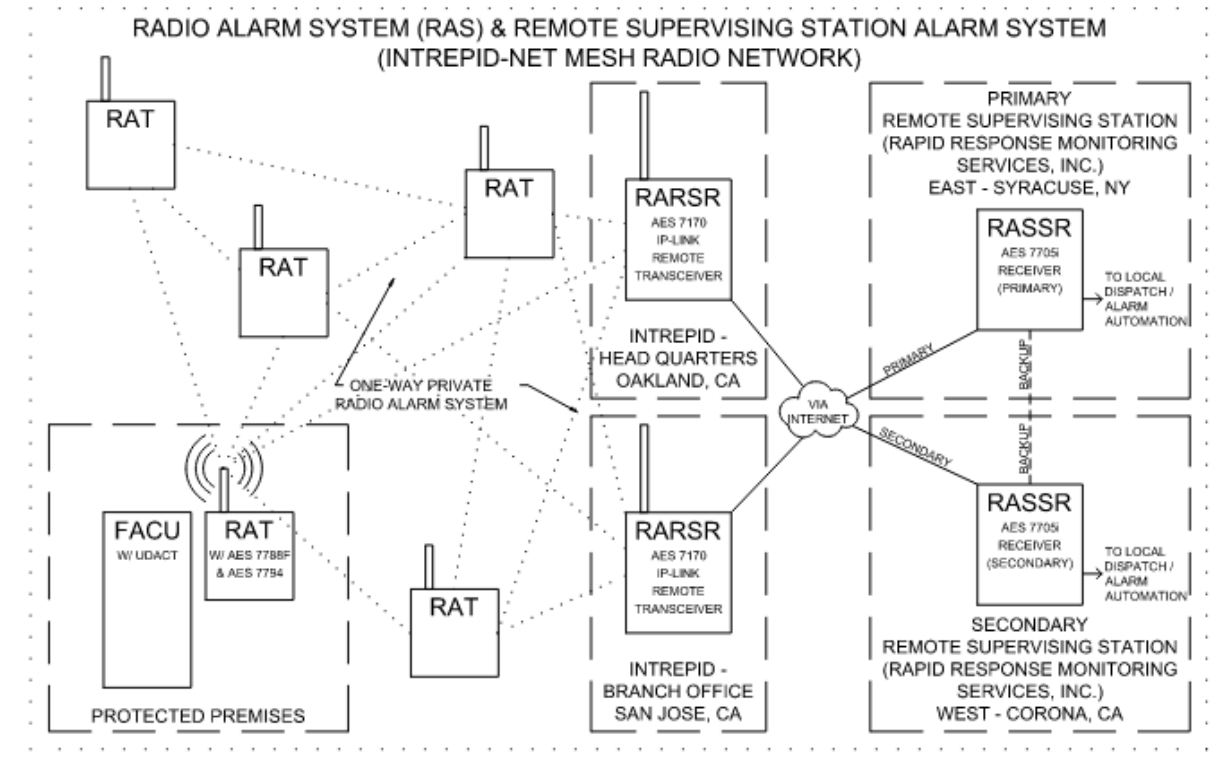 RADIO ALARM SYSTEM (RAS) & REMOTE SUPERVISING STATION ALARM SYSTEM
(INTREPID-NET MESH RADIO NETWORK)
RAT
RAT
RAT
ONE-WAY PRIVATE
RADIO ALARM SYSTEM
FACU
W/ UDACT
RAT
W/ AES 7788F
& AES 7794
PROTECTED PREMISES
RAT
RARSR
AES 7170
IP-LINK
REMOTE
TRANSCEIVER
INTREPID -
HEAD QUARTERS
OAKLAND, CA
RARSR
AES 7170
IP-LINK
REMOTE
TRANSCEIVER
INTREPID -
BRANCH OFFICE
SAN JOSE, CA
VIA
INTERNET
PRIMARY
SECONDARY
PRIMARY
REMOTE SUPERVISING STATION
(RAPID RESPONSE MONITORING
SERVICES, INC.)
EAST - SYRACUSE, NY
RASSR
AES 7705i
RECEIVER
(PRIMARY)
TO LOCAL
DISPATCH /
ALARM
AUTOMATION
BACKUP
BACKUP
RASSR
AES 7705i
RECEIVER
(SECONDARY)
TO LOCAL
DISPATCH /
ALARM
AUTOMATION
SECONDARY
REMOTE SUPERVISING STATION
(RAPID RESPONSE MONITORING
SERVICES, INC.)
WEST - CORONA, CA